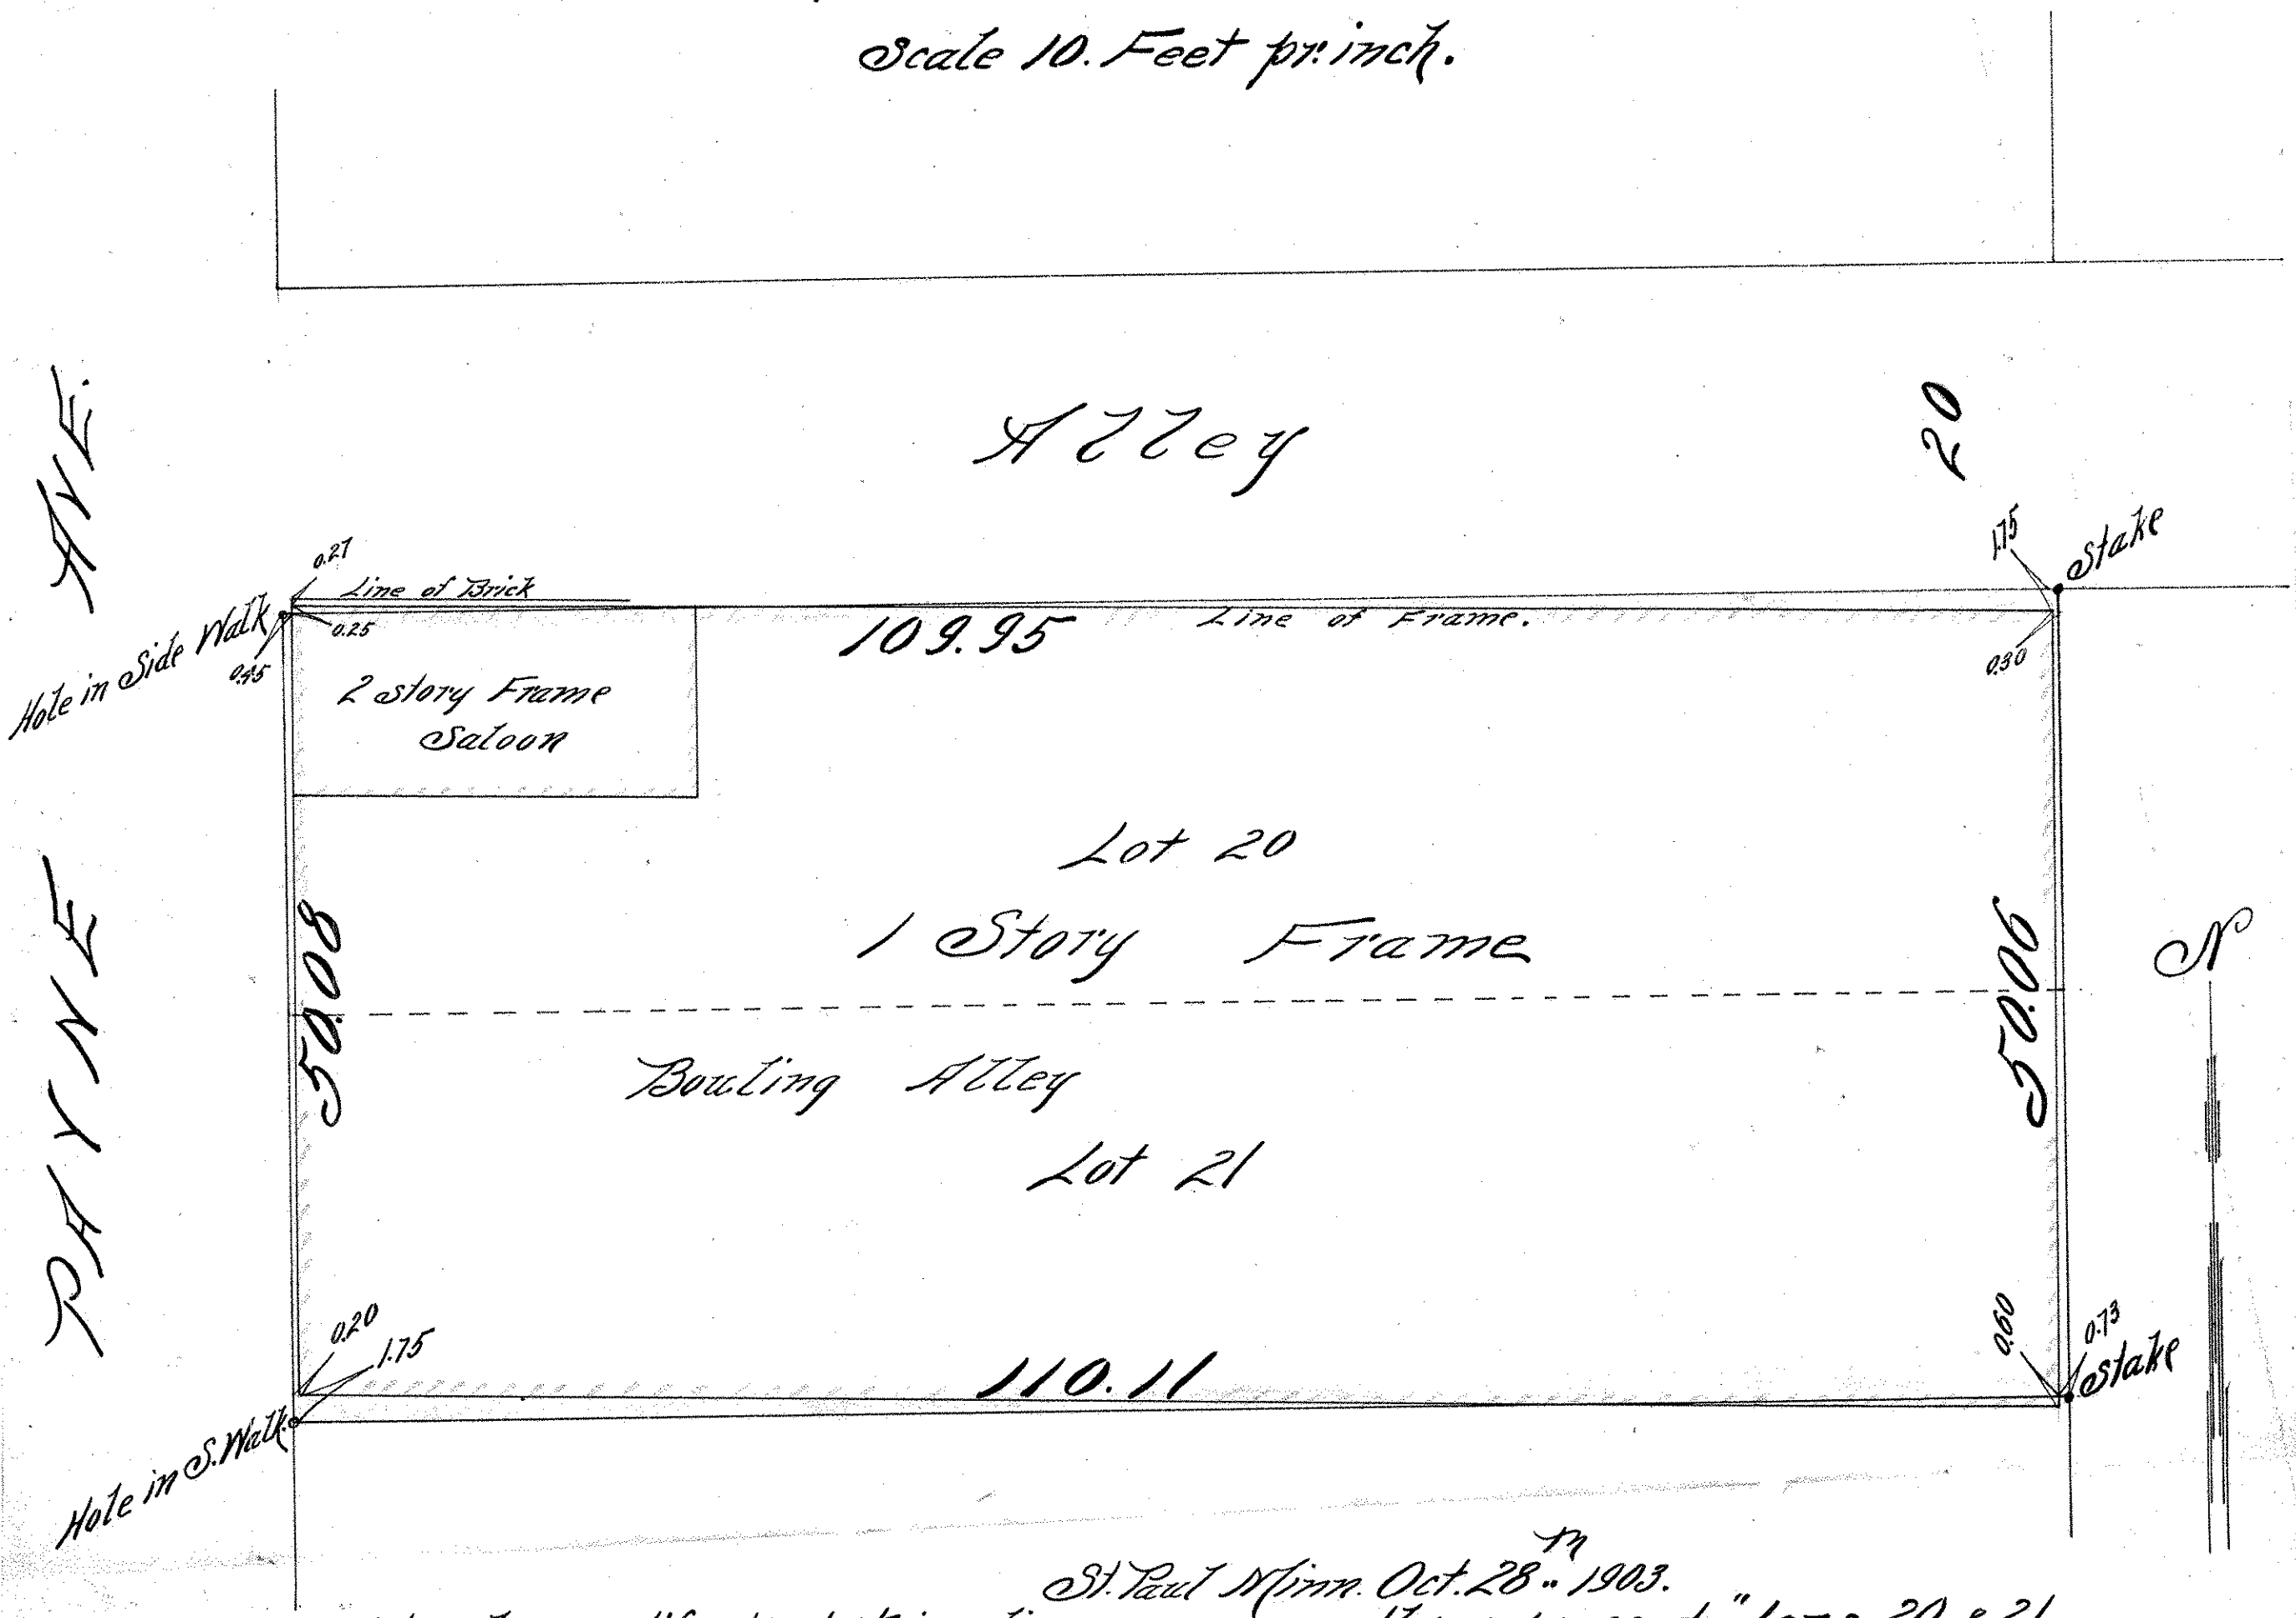 Scale 10. Feet pr. inch.
PAYNE AVE.
Alley
20
0.27
Line of Brick
0.25
0.45
Hole in Side Walk
109.95
Line of Frame.
1.75
Stake
0.30
2 Story Frame
Saloon
Lot 20
1 Story Frame
50.08
50.06
N
Bouling Alley
Lot 21
0.20
1.75
110.11
0.60
0.73
Stake
Hole in S. Walk.
St. Paul Minn. Oct. 28th 1903.